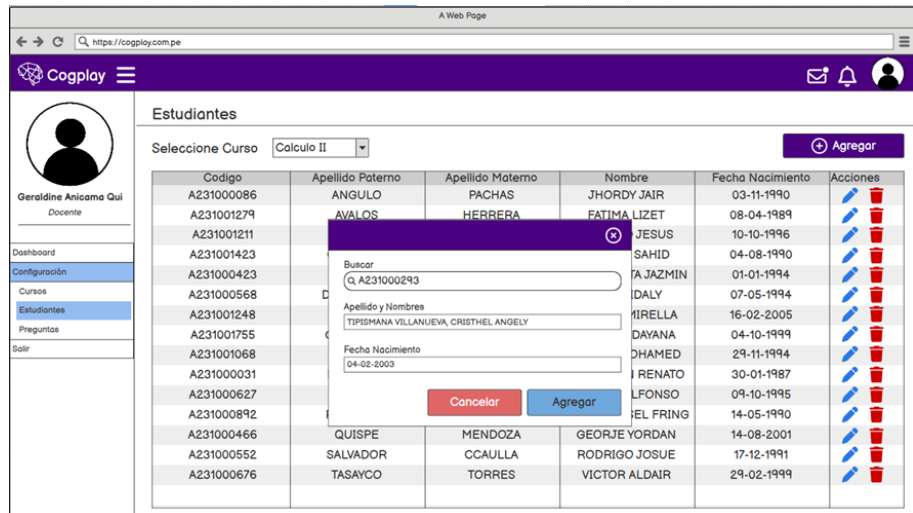 A Web Page
https://cogplay.com.pe
Cogplay
Geraldine Anicama Qui
Docente
Dashboard
Configuración
Cursos
Estudiantes
Preguntas
Salir
Estudiantes
Seleccione Curso Calculo II Agregar
Codigo Apellido Paterno Apellido Materno Nombre Fecha Nacimiento Acciones
A231000086 ANGULO PACHAS JHORDY JAIR 03-11-1990
A231001279 AVALOS HERRERA FATIMA LIZET 08-04-1989
A231001211 JESUS 10-10-1996
A231001423 SAHID 04-08-1990
A231000423 JAZMIN 01-01-1994
A231000568 07-05-1994
A231001248 16-02-2005
A231001755 DAYANA 04-10-1999
A231001068 29-11-1994
A231000031 RENATO 30-01-1987
A231000627 09-10-1995
A231000892 FRING 14-05-1990
A231000466 QUISPE MENDOZA GEORJE YORDAN 14-08-2001
A231000552 SALVADOR CCAULLA RODRIGO JOSUE 17-12-1991
A231000676 TASAYCO TORRES VICTOR ALDAIR 29-02-1999
Buscar
A231000293
Apellido y Nombres
TIPISMANA VILLANUEVA, CRISTHEL ANGELY
Fecha Nacimiento
04-02-2003
Cancelar Agregar